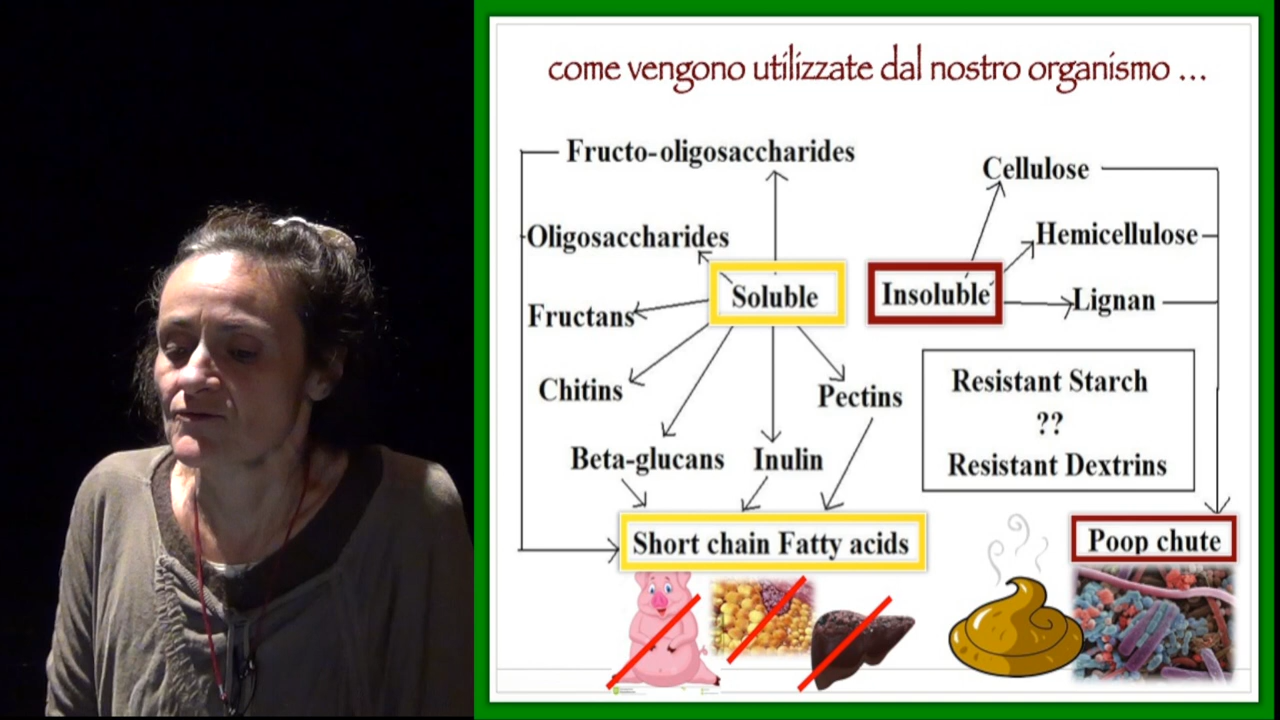 come vengono utilizzate dal nostro organismo ...
Fructo-oligosaccharides
Oligosaccharides
Fructans
Chitins
Beta-glucans
Inulin
Pectins
Soluble
Insoluble
Cellulose
Hemicellulose
Lignan
Resistant Starch
??
Resistant Dextrins
Short chain Fatty acids
Poop chute